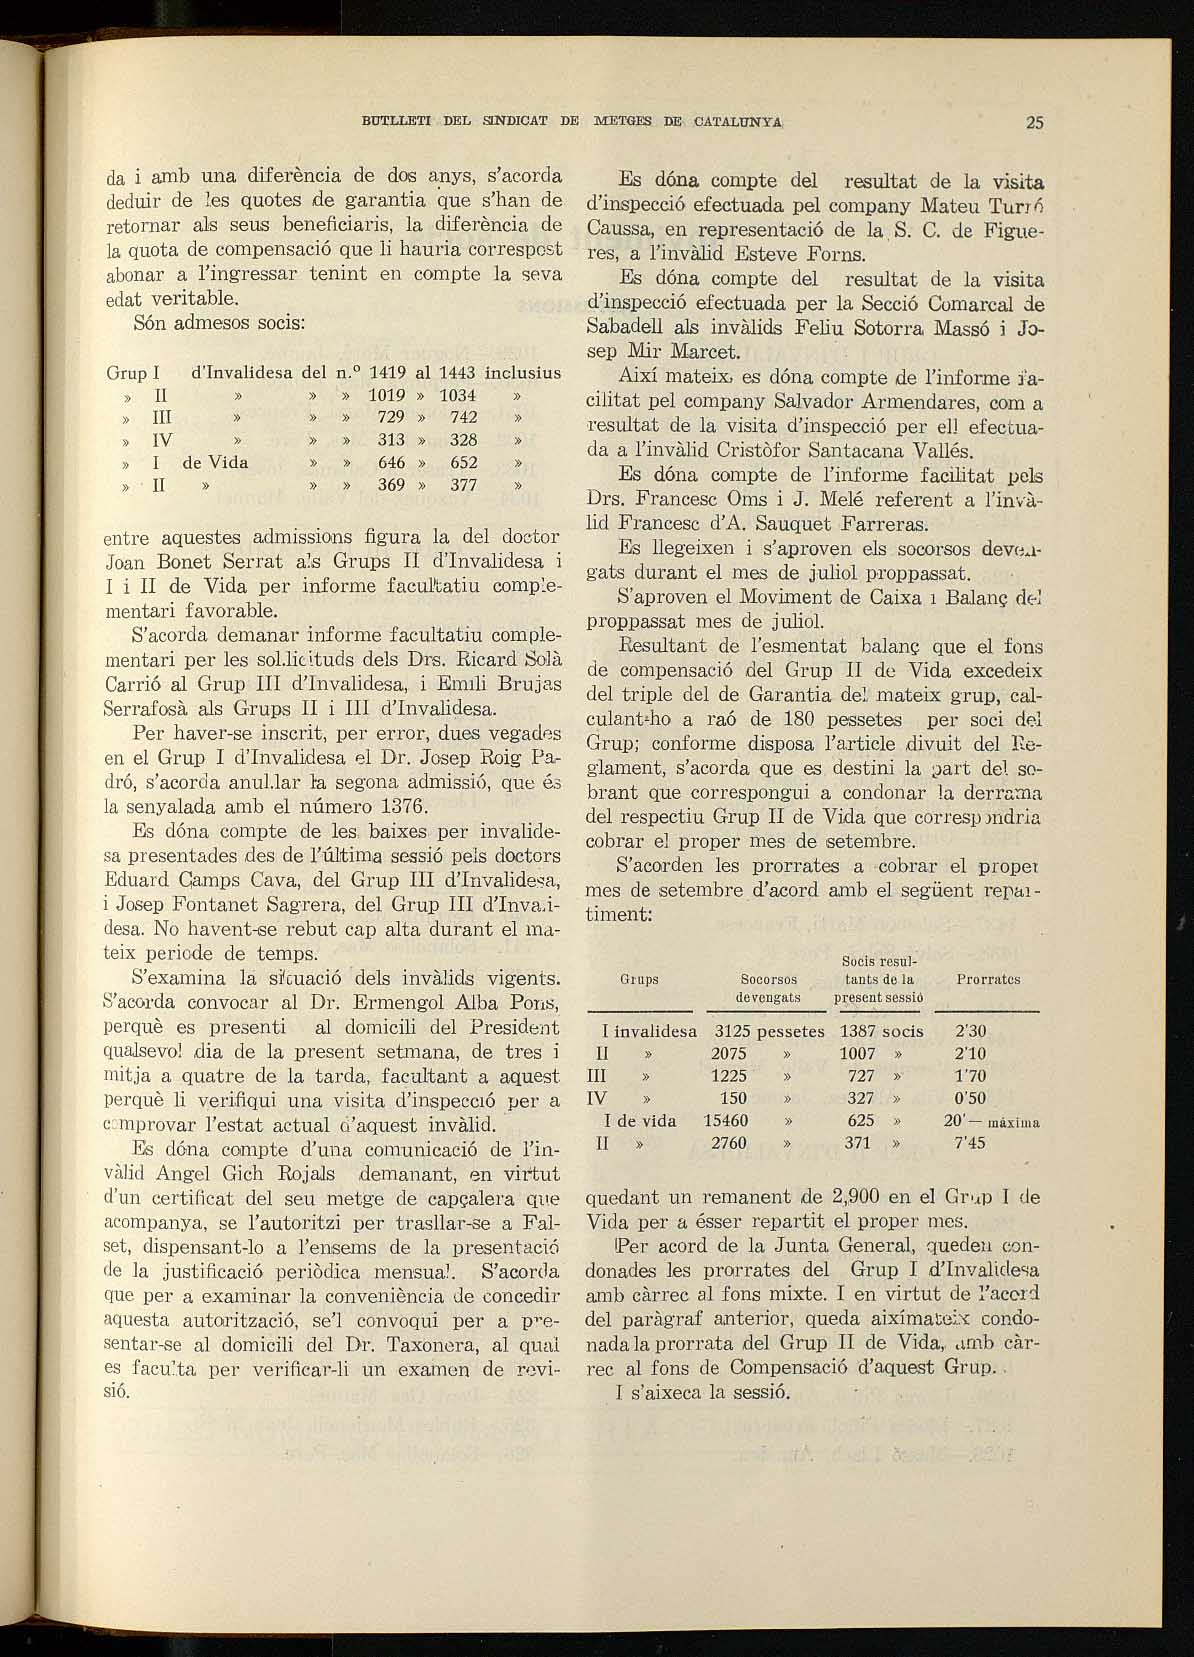 BUTLLETI DEL SINDICAT DE METGES DE CATALUNYA 25
da i amb una diferència de dos anys, s'acorda
deduir de les quotes de garantia que s'han de
retornar als seus beneficiaris, la diferència de
la quota de compensació que li hauria correspost
abonar a l'ingressar tenint en compte la seva
edat veritable.
Són admesos socis:
Grup I d'Invalidesa del n.º 1419 al 1443 inclusius
» II » » » 1019 » 1034 »
» III » » » 729 » 742 »
» IV » » » 313 » 328 »
» I de Vida » » 646 » 652 »
» II » » » 369 » 377 »
entre aquestes admissions figura la del doctor
Joan Bonet Serrat als Grups II d'Invalidesa i
I i II de Vida per informe facultatiu comple-
mentari favorable.
S'acorda demanar informe facultatiu comple-
mentari per les sol.licituds dels Drs. Ricard Solà
Carrió al Grup III d'Invalidesa, i Emili Brujas
Serrafosà als Grups II i III d'Invalidesa.
Per haver-se inscrit, per error, dues vegades
en el Grup I d'Invalidesa el Dr. Josep Roig Pa-
dró, s'acorda anul.lar la segona admissió, que és
la senyalada amb el número 1376.
Es dóna compte de les baixes per invalide-
sa presentades des de l'última sessió pels doctors
Eduard Camps Cava, del Grup III d'Invalidesa,
i Josep Fontanet Sagrera, del Grup III d'Invali-
desa. No havent-se rebut cap alta durant el ma-
teix periode de temps.
S'examina la situació dels invàlids vigents.
S'acorda convocar al Dr. Ermengol Alba Pons,
perquè es presenti al domicili del President
qualsevol dia de la present setmana, de tres i
mitja a quatre de la tarda, facultant a aquest
perquè li verifiqui una visita d'inspecció per a
comprovar l'estat actual d'aquest invàlid.
Es dóna compte d'una comunicació de l'in-
vàlid Angel Gich Rojals demanant, en virtut
d'un certificat del seu metge de capçalera que
acompanya, se l'autoritzi per trasllar-se a Fal-
set, dispensant-lo a l'ensems de la presentació
de la justificació periòdica mensual. S'acorda
que per a examinar la conveniència de concedir
aquesta autorització, se'l convoqui per a pre-
sentar-se al domicili del Dr. Taxonera, al qual
es faculta per verificar-li un examen de revi-
sió.
Es dóna compte del resultat de la visita
d'inspecció efectuada pel company Mateu Turró
Caussa, en representació de la S. C. de Figue-
res, a l'invàlid Esteve Forns.
Es dóna compte del resultat de la visita
d'inspecció efectuada per la Secció Comarcal de
Sabadell als invàlids Feliu Sotorra Massó i Jo-
sep Mir Marcet.
Així mateix, es dóna compte de l'informe fa-
cilitat pel company Salvador Armendares, com a
resultat de la visita d'inspecció per ell efectua-
da a l'invàlid Cristòfor Santacana Vallés.
Es dóna compte de l'informe facilitat pels
Drs. Francesc Oms i J. Melé referent a l'invà-
lid Francesc d'A. Sauquet Farreras.
Es llegeixen i s'aproven els socorsos deven-
gats durant el mes de juliol proppassat.
S'aproven el Moviment de Caixa i Balanç del
proppassat mes de juliol.
Resultant de l'esmentat balanç que el fons
de compensació del Grup II de Vida excedeix
del triple del de Garantia del mateix grup, cal-
culant-ho a raó de 180 pessetes per soci del
Grup; conforme disposa l'article divuit del Re-
glament, s'acorda que es destini la part del so-
brant que correspongui a condonar la derrama
del respectiu Grup II de Vida que correspondria
cobrar el proper mes de setembre.
S'acorden les prorrates a cobrar el proper
mes de setembre d'acord amb el següent repar-
timent:
Grups Socorsos devengats Socis resul-tants de la present sessió Prorrates
I invalidesa 3125 pessetes 1387 socis 2'30
II » 2075 » 1007 » 2'10
III » 1225 » 727 » 1'70
IV » 150 » 327 » 0'50
I de vida 15460 » 625 » 20'— màxima
II » 2760 » 371 » 7'45
quedant un remanent de 2,900 en el Grup I de
Vida per a ésser repartit el proper mes.
Per acord de la Junta General, queden con-
donades les prorrates del Grup I d'Invalidesa
amb càrrec al fons mixte. I en virtut de l'acord
del paràgraf anterior, queda aixímateix condo-
nada la prorrata del Grup II de Vida, amb càr-
rec al fons de Compensació d'aquest Grup.
I s'aixeca la sessió.